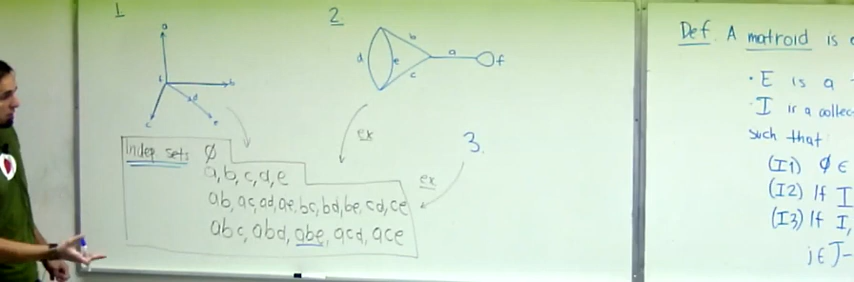 1
a
b
c
d
e
f
2
d
e
b
c
a
f
ex
3.
ex
Indep. sets
∅
a, b, c, d, e
ab, ac, ad, ae, bc, bd, be, cd, ce
abc, abd, abe, acd, ace
Def. A matroid is
· E is a
· I is a collec
such that
(I1) ∅ ∈
(I2) If I
(I3) If I,
j ∈ J-